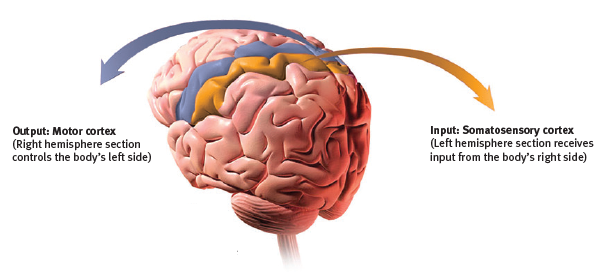 Output: Motor cortex
(Right hemisphere section
controls the body's left side)
Input: Somatosensory cortex
(Left hemisphere section receives
input from the body's right side)